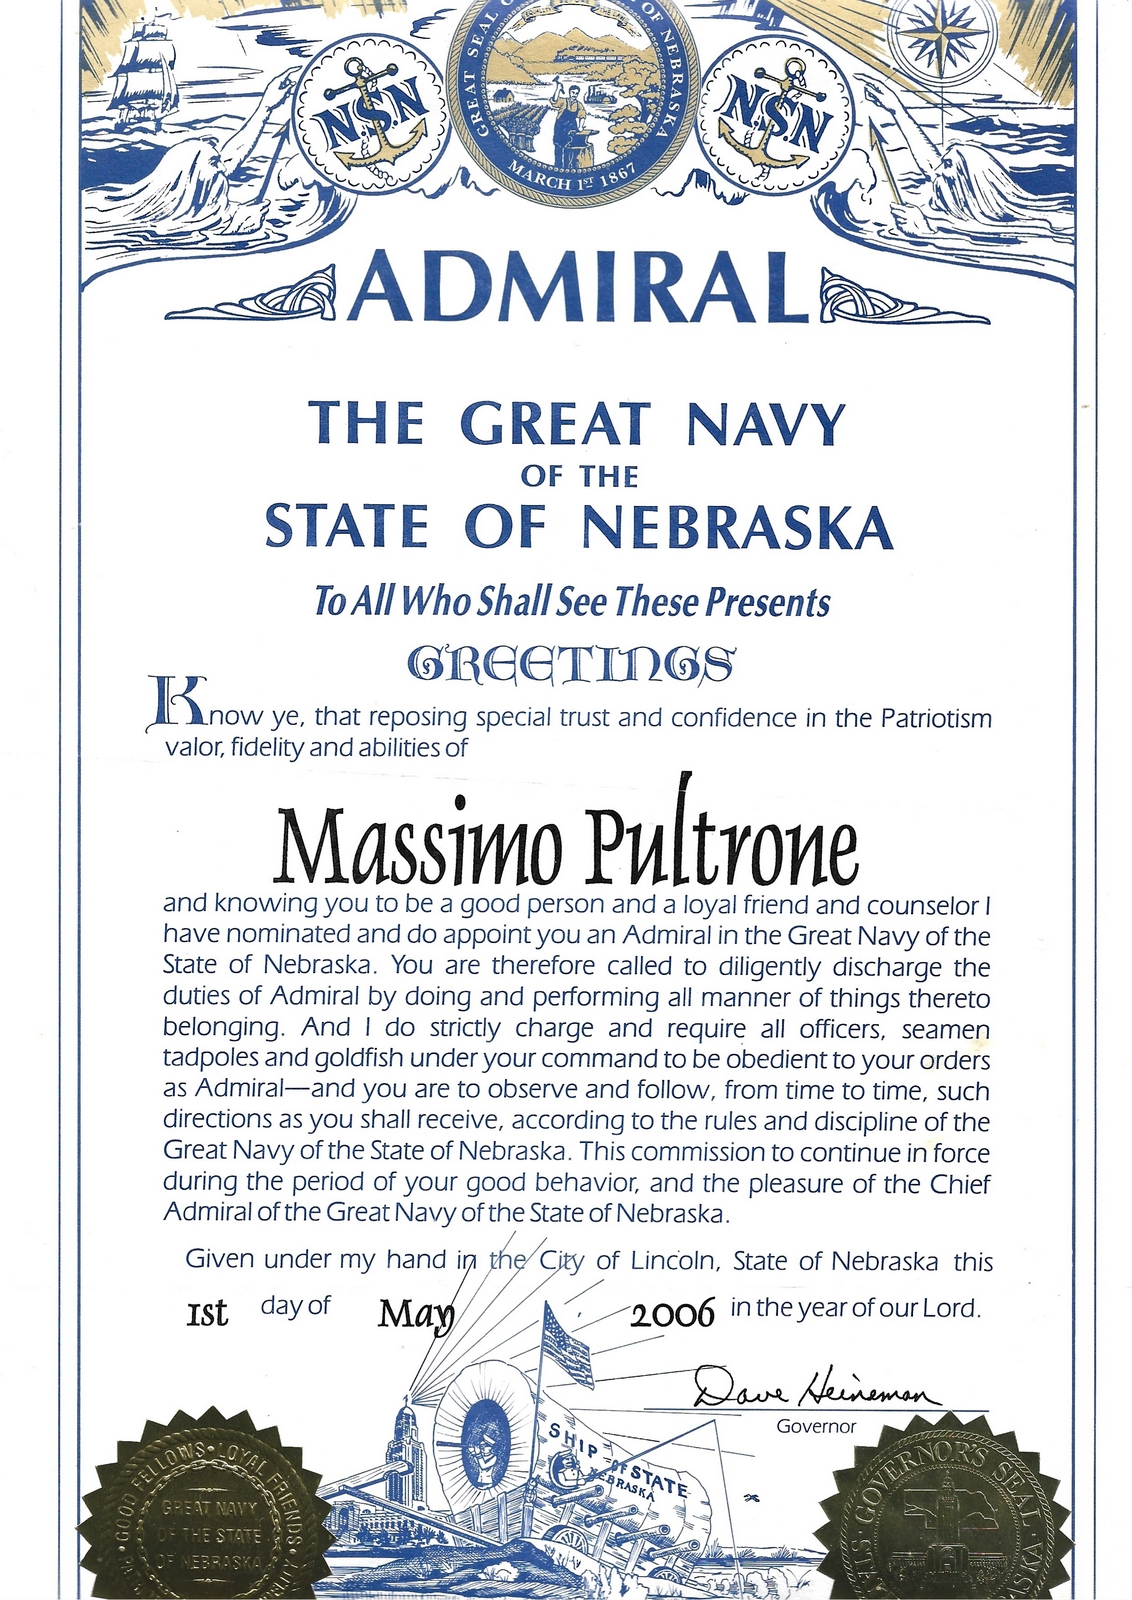 GREAT SEAL O OF NEBRASKA
MARCH 1ST 1867
N.S.N
N.S.N
ADMIRAL
THE GREAT NAVY
OF THE
STATE OF NEBRASKA
To All Who Shall See These Presents
GREETINGS
Know ye, that reposing special trust and confidence in the Patriotism
valor, fidelity and abilities of
Massimo Pultrone
and knowing you to be a good person and a loyal friend and counselor I
have nominated and do appoint you an Admiral in the Great Navy of the
State of Nebraska. You are therefore called to diligently discharge the
duties of Admiral by doing and performing all manner of things thereto
belonging. And I do strictly charge and require all officers, seamen
tadpoles and goldfish under your command to be obedient to your orders
as Admiral—and you are to observe and follow, from time to time, such
directions as you shall receive, according to the rules and discipline of the
Great Navy of the State of Nebraska. This commission to continue in force
during the period of your good behavior, and the pleasure of the Chief
Admiral of the Great Navy of the State of Nebraska.
Given under my hand in the City of Lincoln, State of Nebraska this
1st day of May 2006 in the year of our Lord.
Dave Heineman
Governor
SHIP OF STATE
NEBRASKA
GOOD FELLOWS • LOYAL FRIENDS
GREAT NAVY
OF THE STATE
OF NEBRASKA
GOVERNOR'S SEAL